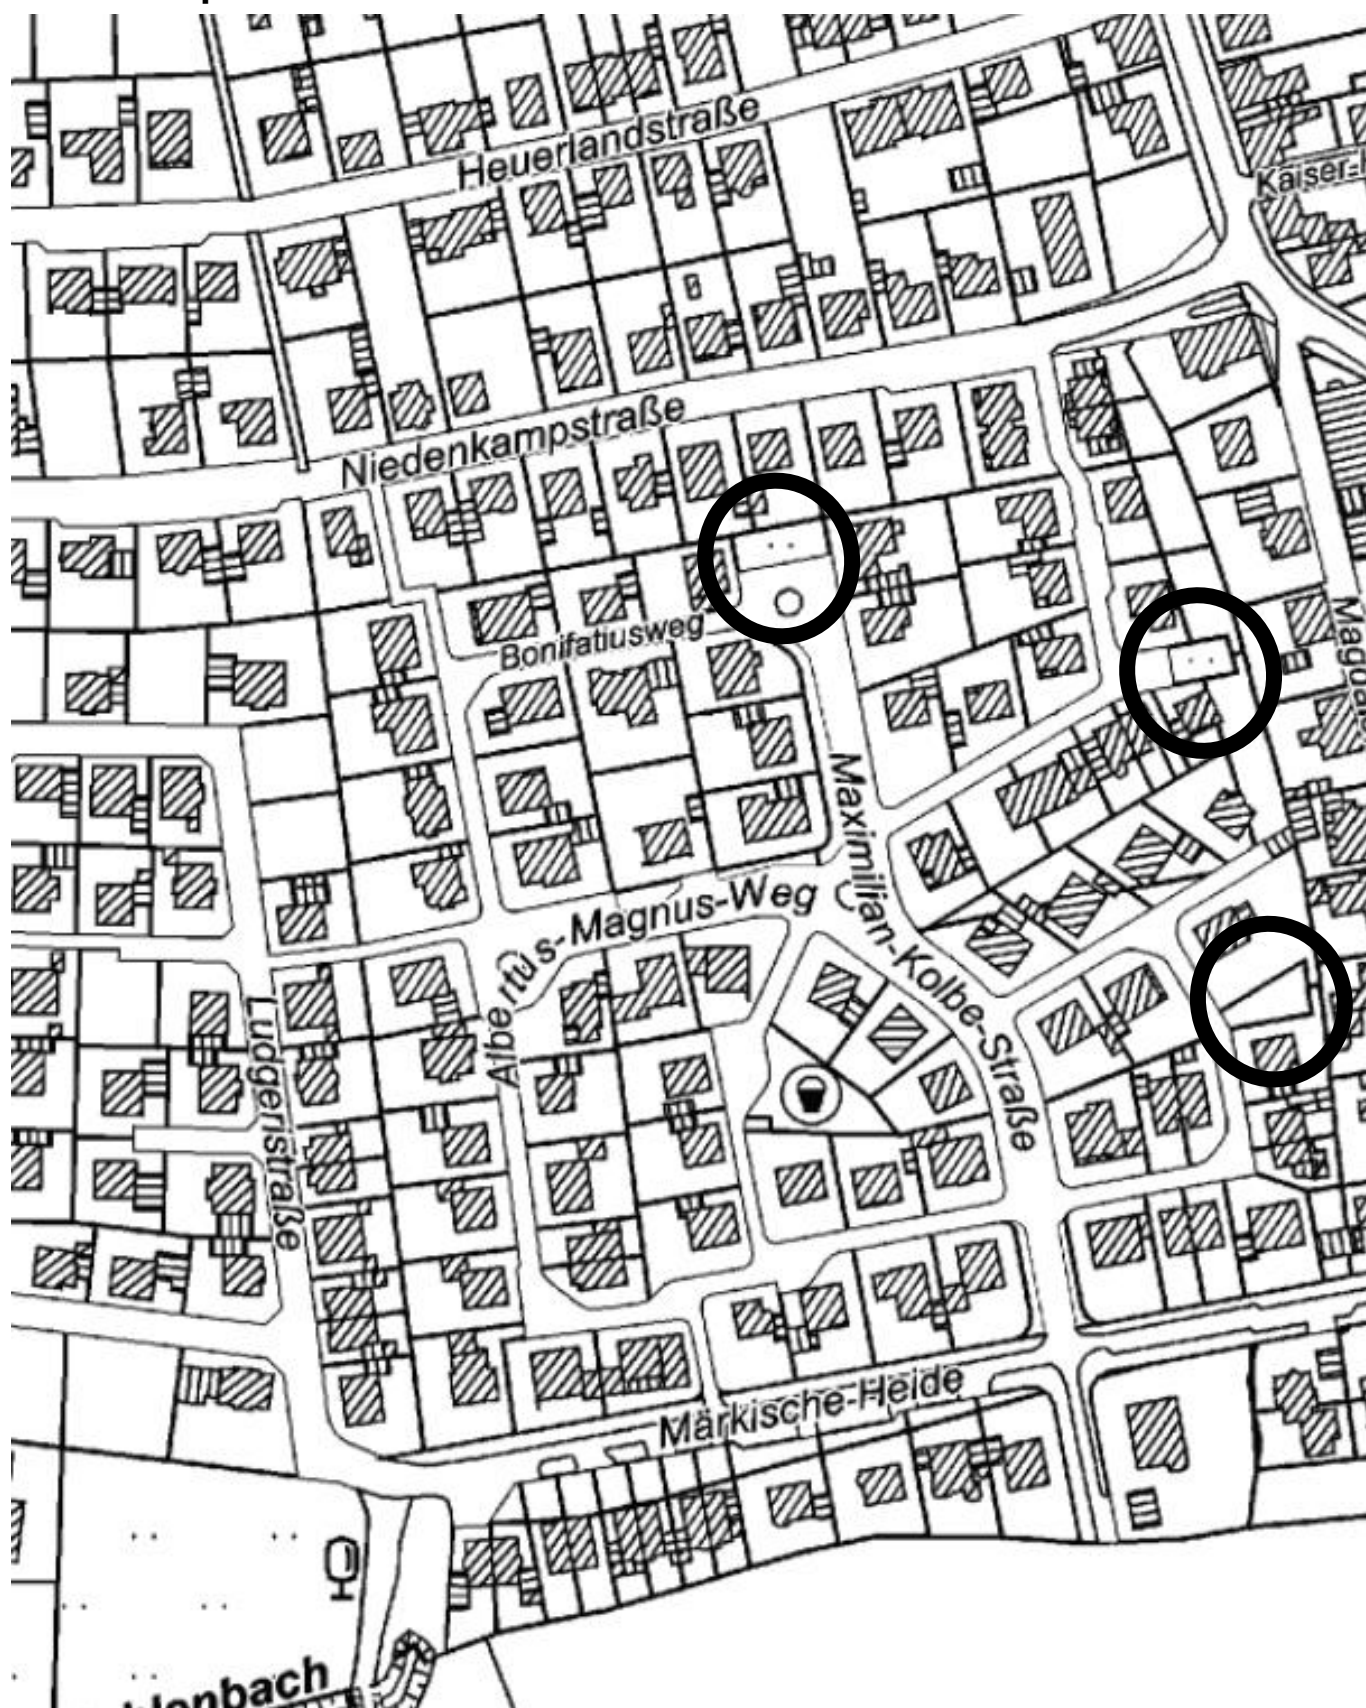 Heuerlandstraße
Niedenkampstraße
Bonifatiusweg
Maximilian-Kolbe-Straße
Albertus-Magnus-Weg
Ludgeristraße
Märkische-Heide